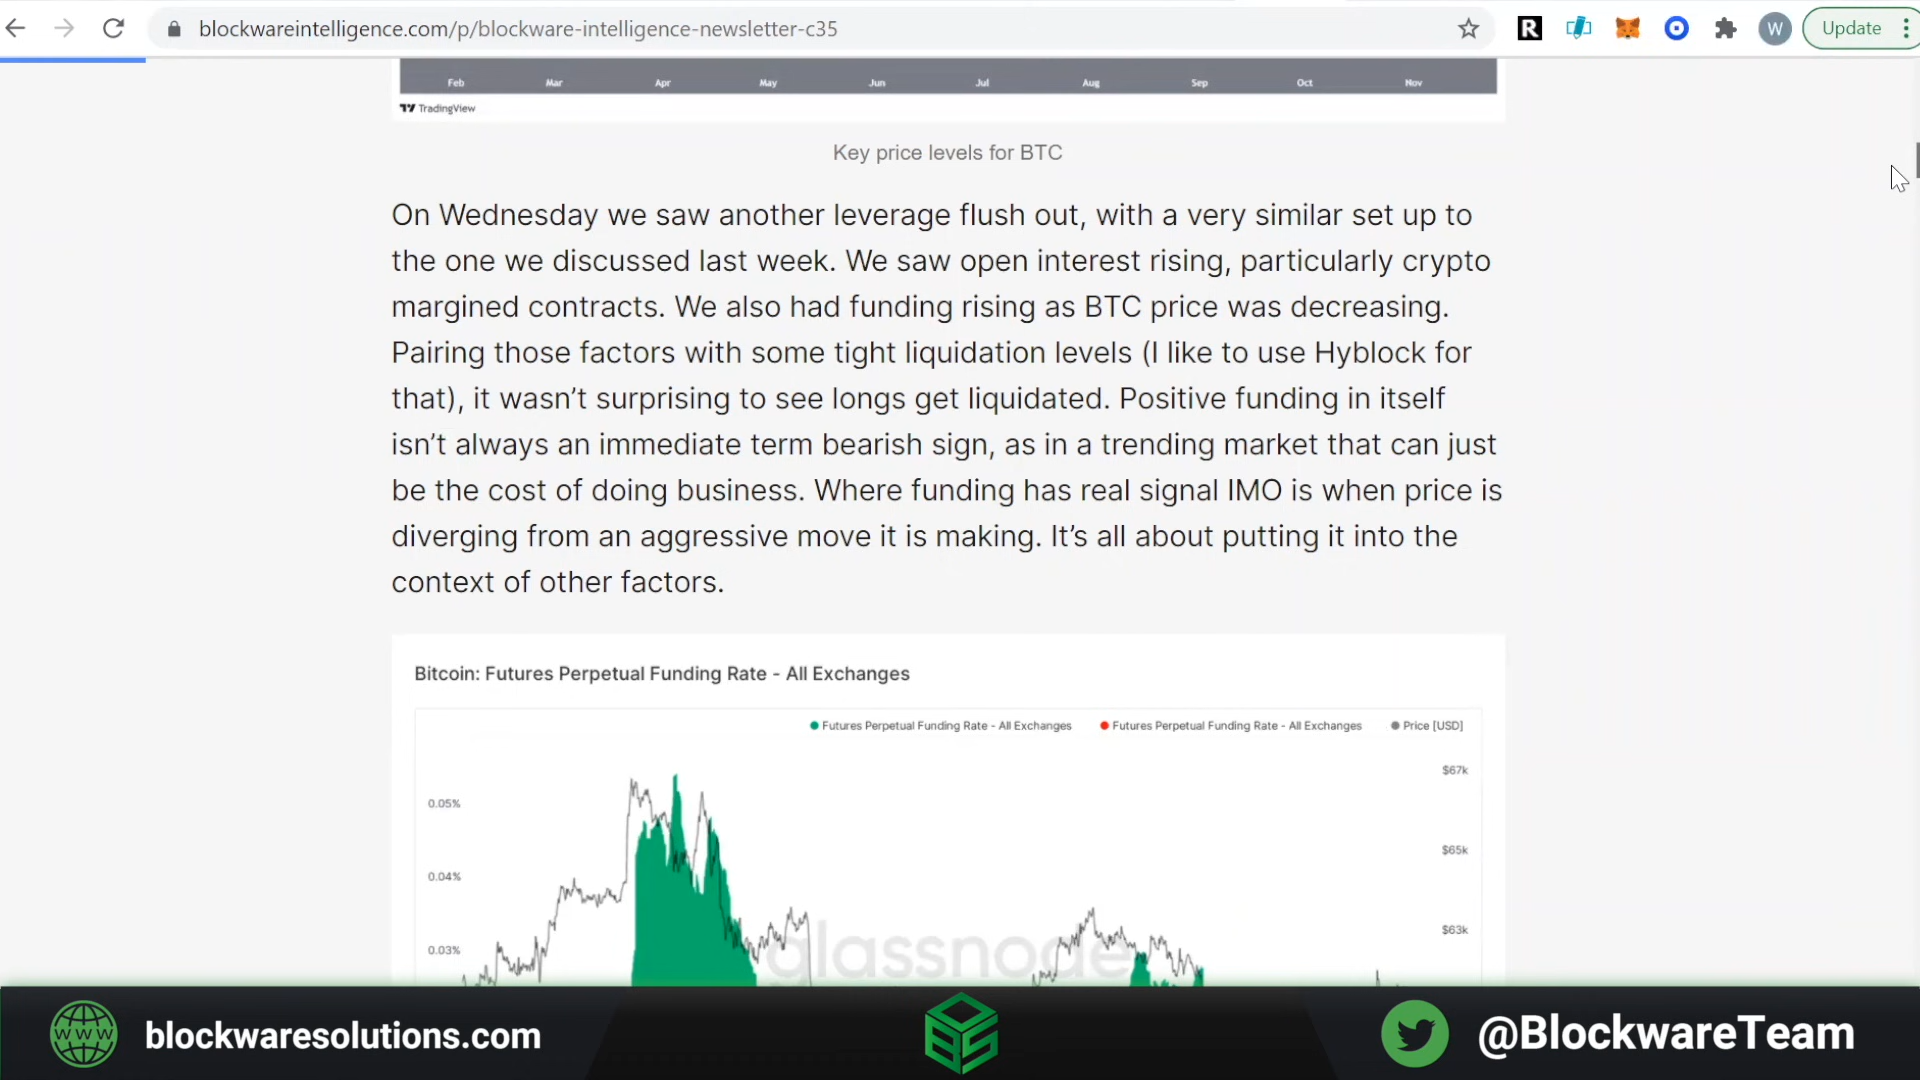 blockwareintelligence.com/p/blockware-intelligence-newsletter-c35
R
W
Update
Feb Mar Apr May Jun Jul Aug Sep Oct Nov
TradingView
Key price levels for BTC
On Wednesday we saw another leverage flush out, with a very similar set up to
the one we discussed last week. We saw open interest rising, particularly crypto
margined contracts. We also had funding rising as BTC price was decreasing.
Pairing those factors with some tight liquidation levels (I like to use Hyblock for
that), it wasn’t surprising to see longs get liquidated. Positive funding in itself
isn’t always an immediate term bearish sign, as in a trending market that can just
be the cost of doing business. Where funding has real signal IMO is when price is
diverging from an aggressive move it is making. It’s all about putting it into the
context of other factors.
Bitcoin: Futures Perpetual Funding Rate - All Exchanges
Futures Perpetual Funding Rate - All Exchanges Futures Perpetual Funding Rate - All Exchanges Price [USD]
$67k
0.05%
$65k
0.04%
$63k
0.03%
glassnode
WWW
blockwaresolutions.com
BS
@BlockwareTeam